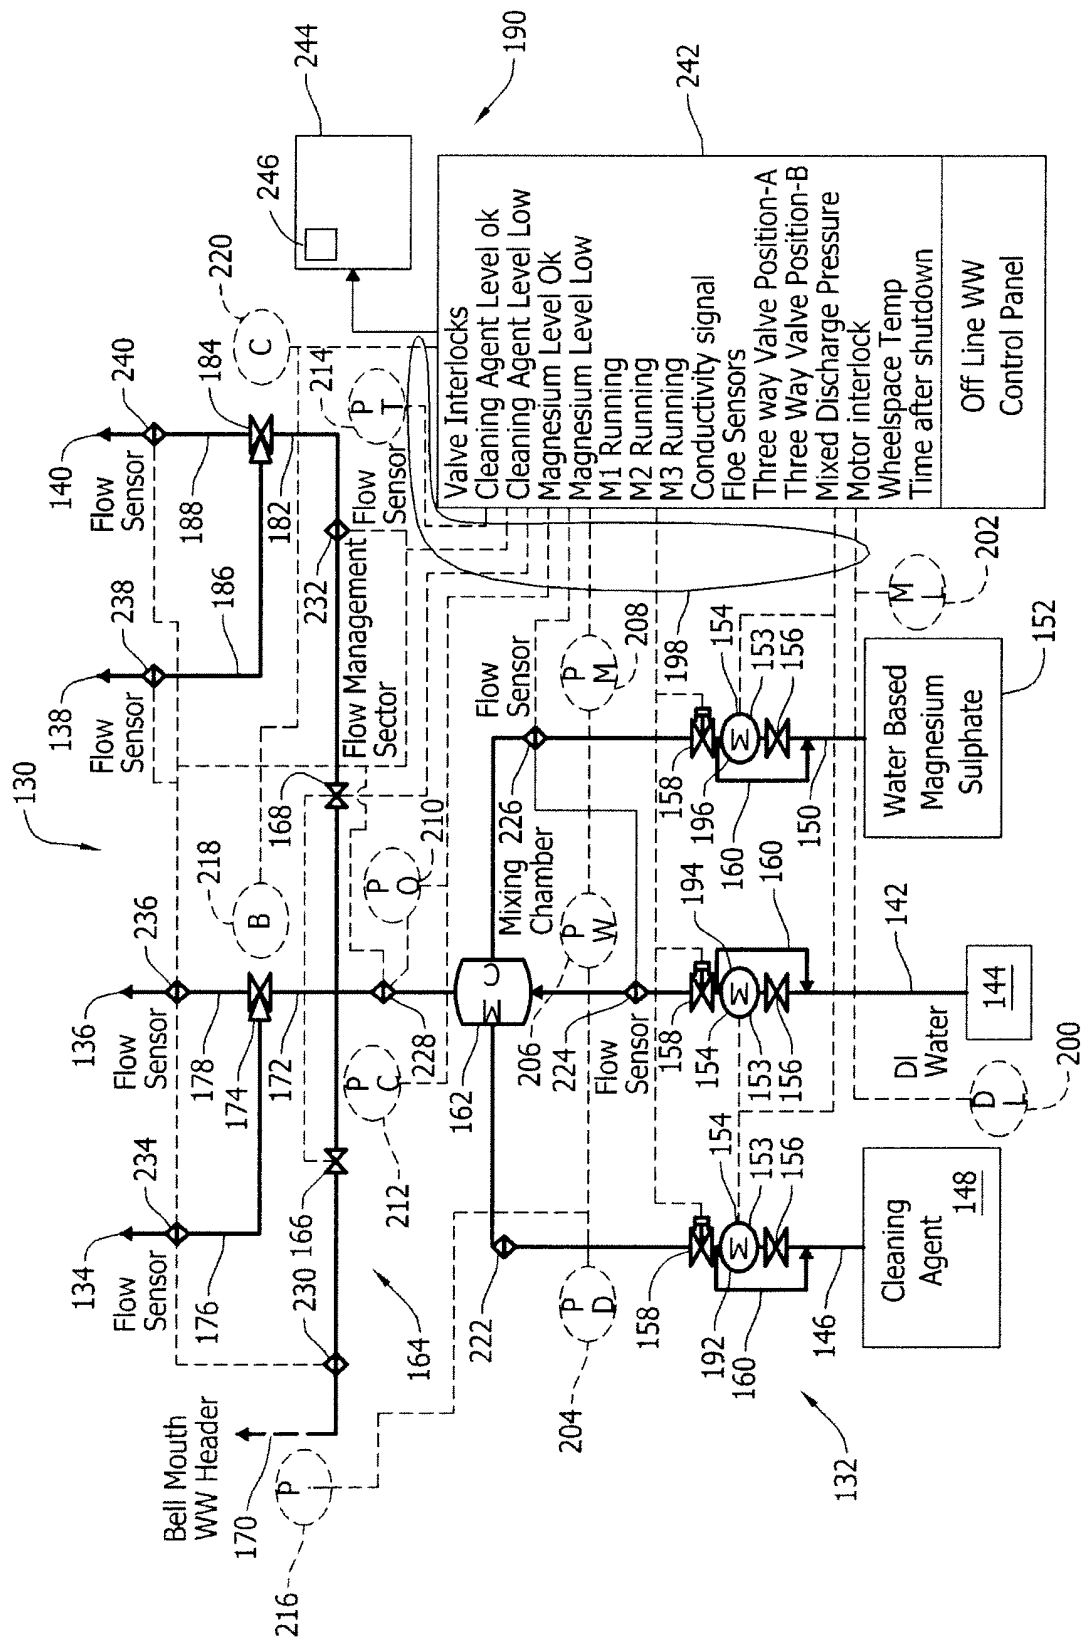 130
190
244
246
220
240
140
Flow
Sensor
188
184
C
182
214
P
T
238
138
Flow
Sensor
186
232
Flow
Sensor
Flow Management
Sector
168
236
136
Flow
Sensor
178
174
172
218
B
P
O
210
228
234
134
Flow
Sensor
176
166
230
P
C
212
164
Bell Mouth
WW Header
170
P
216
242
Valve Interlocks
Cleaning Agent Level ok
Cleaning Agent Level Low
Magnesium Level Ok
Magnesium Level Low
M1 Running
M2 Running
M3 Running
Conductivity signal
Floe Sensors
Three way Valve Position-A
Three Way Valve Position-B
Mixed Discharge Pressure
Motor interlock
Wheelspace Temp
Time after shutdown
Off Line WW
Control Panel
198
Mixing
Chamber
M C
162
Flow
Sensor
226
P
M
208
P
W
206
224
Flow
Sensor
222
P
D
204
158
196
M
154
153
156
160
150
Water Based
Magnesium
Sulphate
152
M
L
202
158
194
M
154
153
156
160
142
DI
Water
144
D
L
200
158
192
M
154
153
156
160
146
Cleaning
Agent
148
132